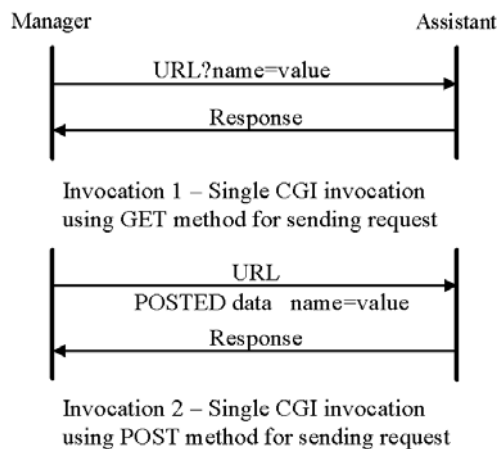 Manager Assistant
URL?name=value
Response
Invocation 1 – Single CGI invocation
using GET method for sending request
URL
POSTED data name=value
Response
Invocation 2 – Single CGI invocation
using POST method for sending request